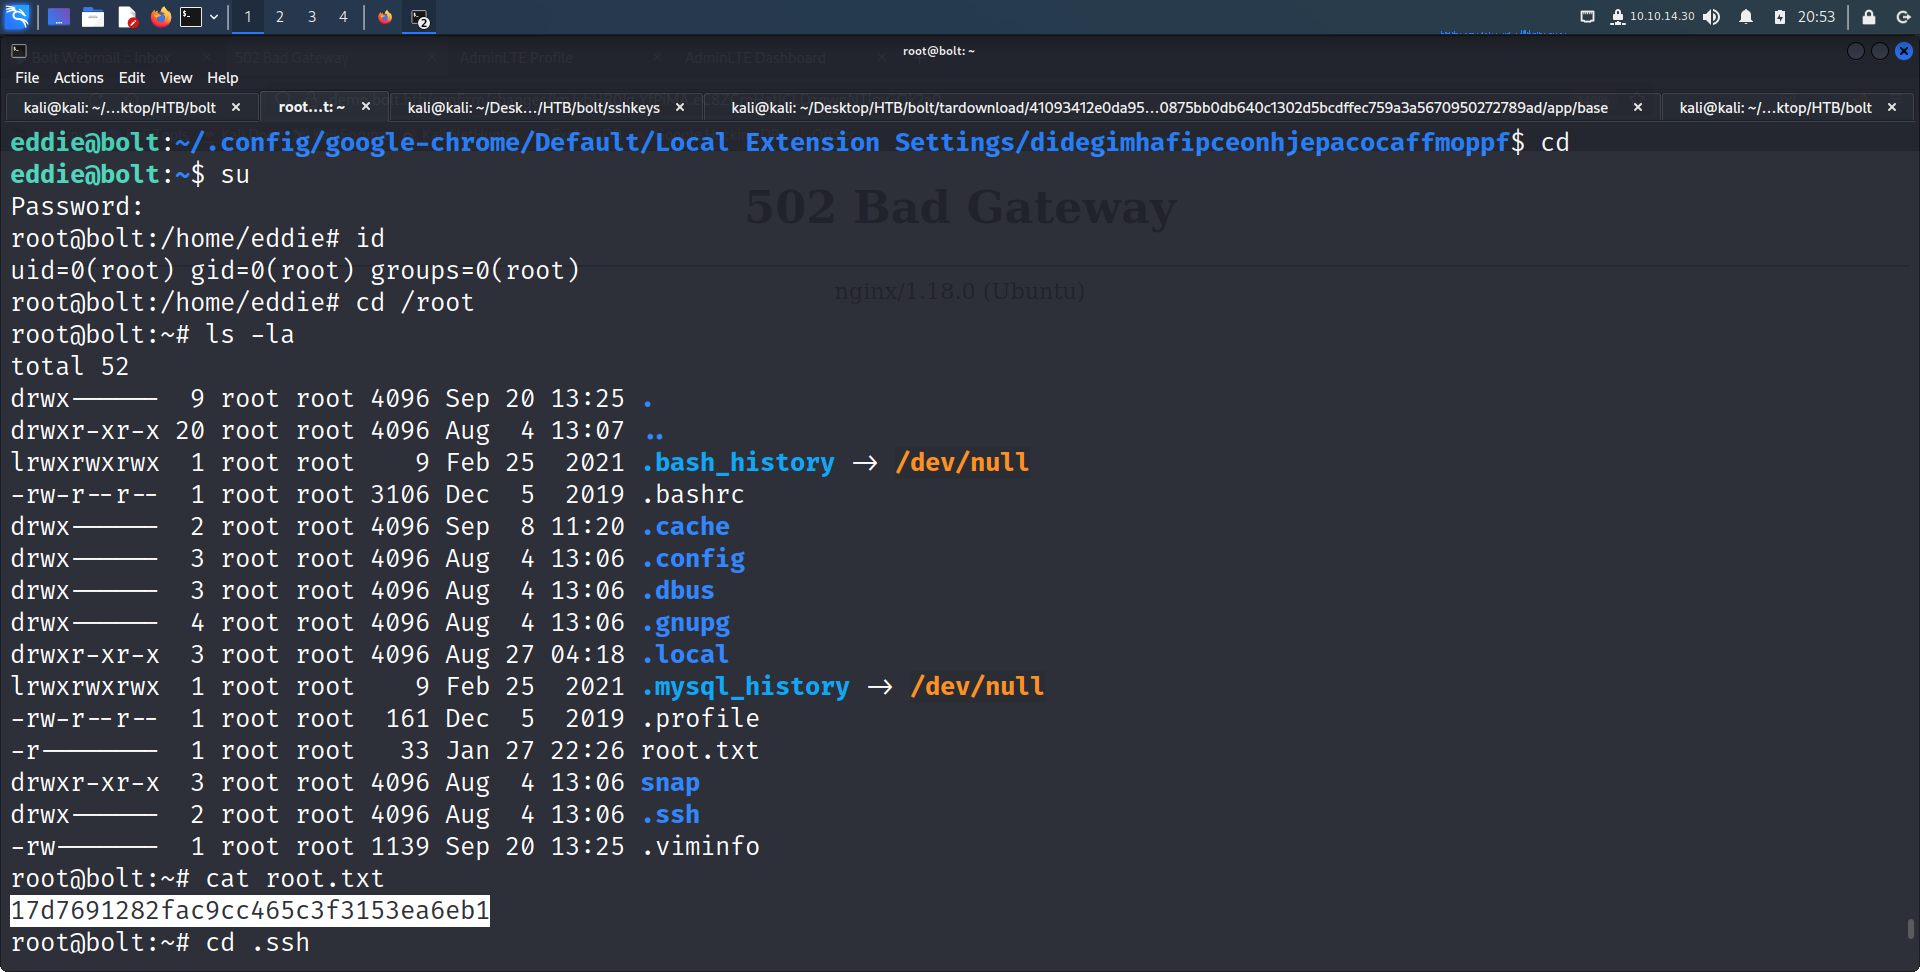 1 2 3 4 2 10.10.14.30 20:53
Bolt Webmail :: Inbox 502 Bad Gateway AdminLTE Profile AdminLTE Dashboard
root@bolt: ~
File Actions Edit View Help
kali@kali: ~/...ktop/HTB/bolt × root...t: ~ × kali@kali: ~/Desk.../HTB/bolt/sshkeys × kali@kali: ~/Desktop/HTB/bolt/tardownload/41093412e0da95...0875bb0db640c1302d5bcdffec759a3a5670950272789ad/app/base × kali@kali: ~/...ktop/HTB/bolt ×
eddie@bolt:~/.config/google-chrome/Default/Local Extension Settings/didegimhafipceonhjepacocaffmoppf$ cd
eddie@bolt:~$ su
502 Bad Gateway
Password:
root@bolt:/home/eddie# id
uid=0(root) gid=0(root) groups=0(root)
nginx/1.18.0 (Ubuntu)
root@bolt:/home/eddie# cd /root
root@bolt:~# ls -la
total 52
drwx------  9 root root 4096 Sep 20 13:25 .
drwxr-xr-x 20 root root 4096 Aug  4 13:07 ..
lrwxrwxrwx  1 root root    9 Feb 25  2021 .bash_history -> /dev/null
-rw-r--r--  1 root root 3106 Dec  5  2019 .bashrc
drwx------  2 root root 4096 Sep  8 11:20 .cache
drwx------  3 root root 4096 Aug  4 13:06 .config
drwx------  3 root root 4096 Aug  4 13:06 .dbus
drwx------  4 root root 4096 Aug  4 13:06 .gnupg
drwxr-xr-x  3 root root 4096 Aug 27 04:18 .local
lrwxrwxrwx  1 root root    9 Feb 25  2021 .mysql_history -> /dev/null
-rw-r--r--  1 root root  161 Dec  5  2019 .profile
-r--------  1 root root   33 Jan 27 22:26 root.txt
drwxr-xr-x  3 root root 4096 Aug  4 13:06 snap
drwx------  2 root root 4096 Aug  4 13:06 .ssh
-rw-------  1 root root 1139 Sep 20 13:25 .viminfo
root@bolt:~# cat root.txt
17d7691282fac9cc465c3f3153ea6eb1
root@bolt:~# cd .ssh